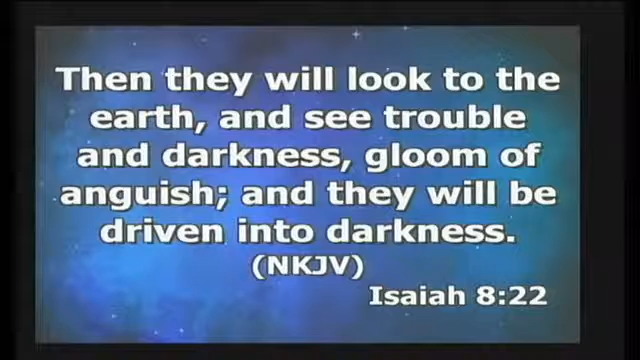 Then they will look to the
earth, and see trouble
and darkness, gloom of
anguish; and they will be
driven into darkness.
(NKJV)
Isaiah 8:22